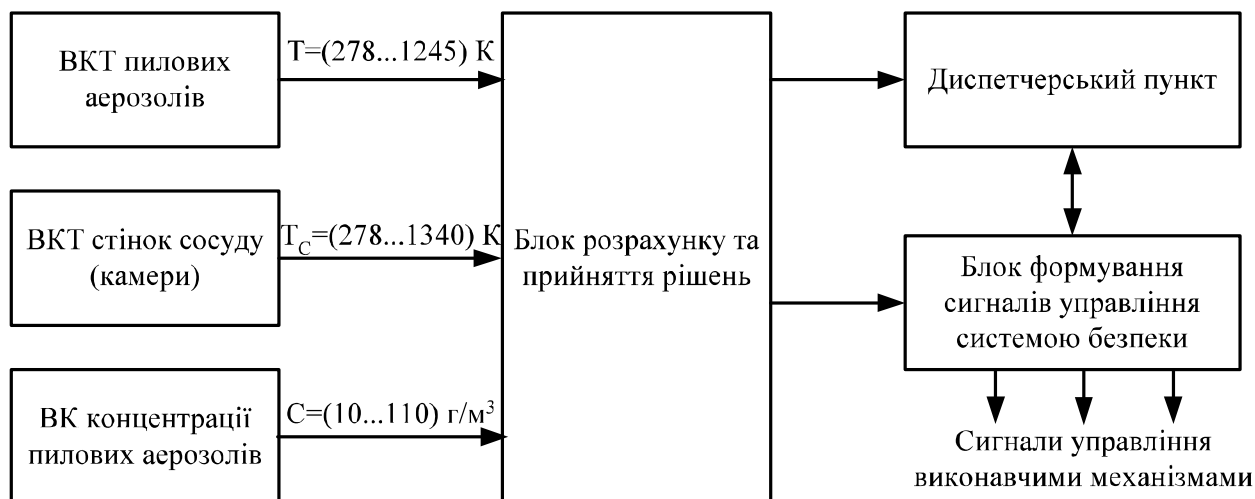 ВКТ пилових
аерозолів
T=(278...1245) К
ВКТ стінок сосуду
(камери)
T_C=(278...1340) К
ВК концентрації
пилових аерозолів
C=(10...110) г/м³
Блок розрахунку та
прийняття рішень
Диспетчерський пункт
Блок формування
сигналів управління
системою безпеки
Сигнали управління
виконавчими механізмами